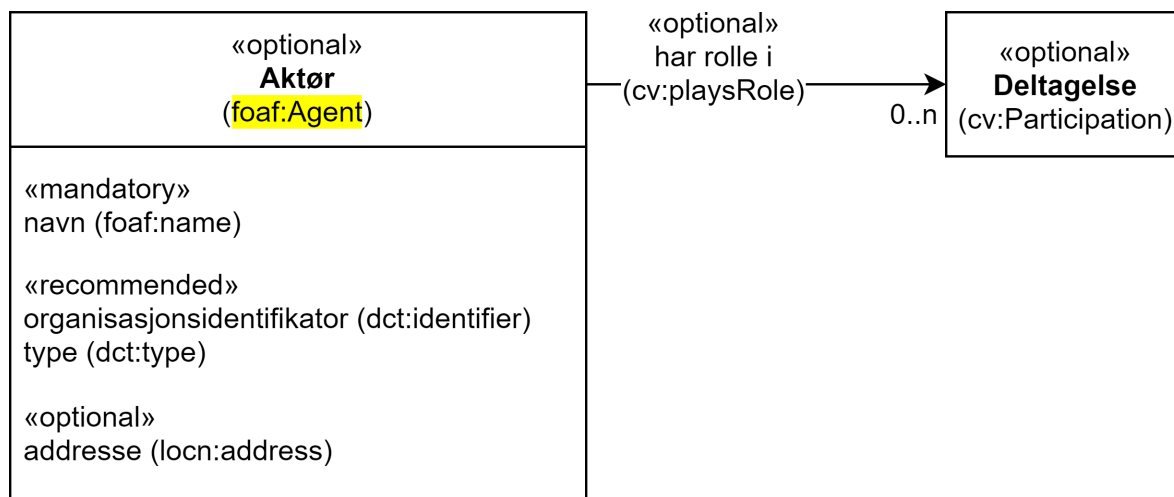 «optional»
Aktør
(foaf:Agent)
«mandatory»
navn (foaf:name)
«recommended»
organisasjonsidentifikator (dct:identifier)
type (dct:type)
«optional»
addresse (locn:address)
«optional»
har rolle i
(cv:playsRole)
0..n
«optional»
Deltagelse
(cv:Participation)